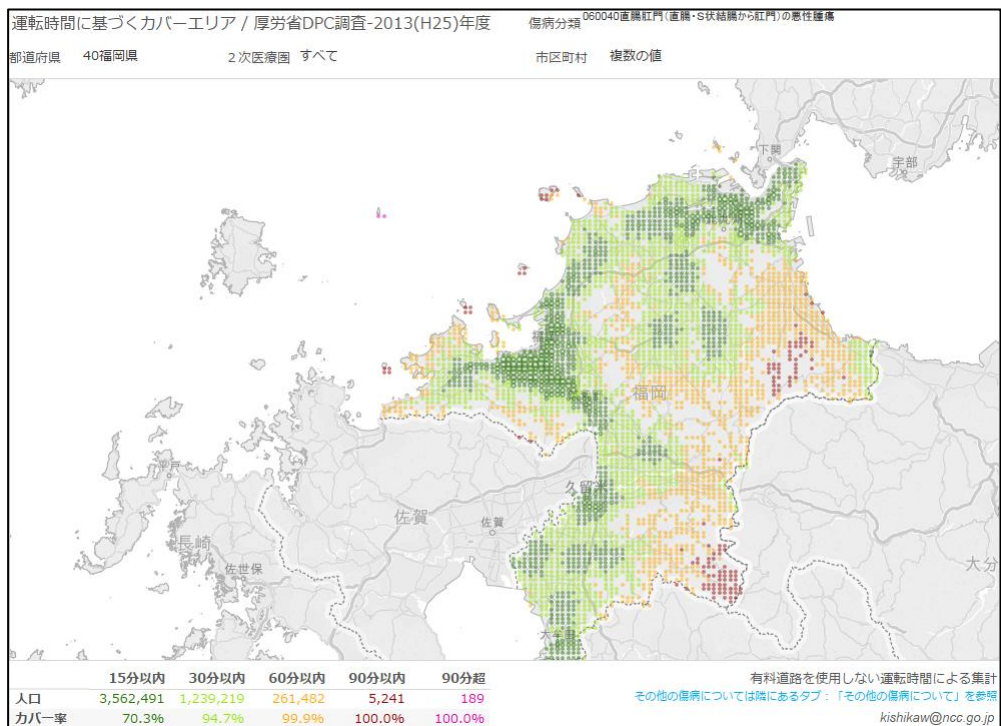 運転時間に基づくカバーエリア / 厚労省DPC調査-2013(H25)年度
傷病分類 060040直腸肛門(直腸・S状結腸から肛門)の悪性腫瘍
都道府県 40福岡県 2次医療圏 すべて 市区町村 複数の値
下関
宇部
福岡
久留米
佐賀
佐賀
長崎
佐世保
大分
大牟田
15分以内 30分以内 60分以内 90分以内 90分超
人口 3,562,491 1,239,219 261,482 5,241 189
カバー率 70.3% 94.7% 99.9% 100.0% 100.0%
有料道路を使用しない運転時間による集計
その他の傷病については隣にあるタブ:「その他の傷病について」を参照
kishikaw@ncc.go.jp